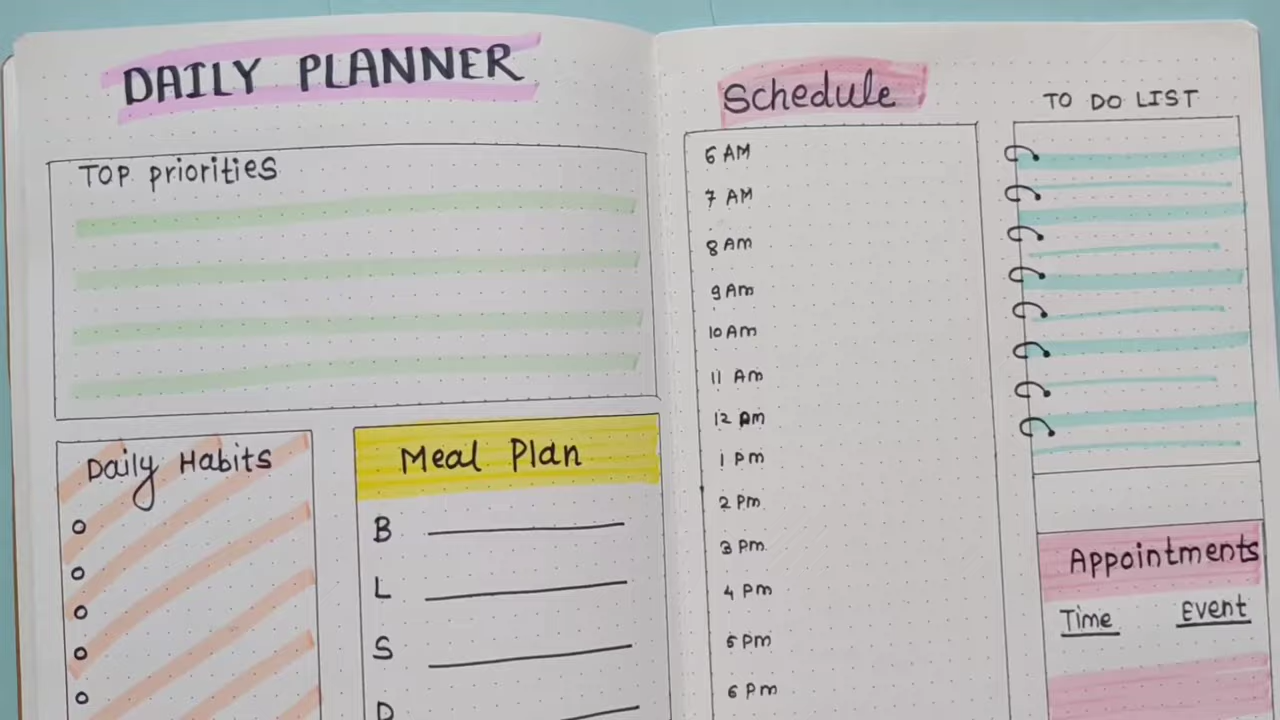 DAILY PLANNER
TOP priorities
Daily Habits
Meal Plan
B
L
S
D
Schedule
6 AM
7 AM
8 Am
9 Am
10 Am
11 Am
12 pm
1 Pm
2 Pm
3 Pm
4 Pm
5 Pm
6 Pm
TO DO LIST
Appointments
Time Event